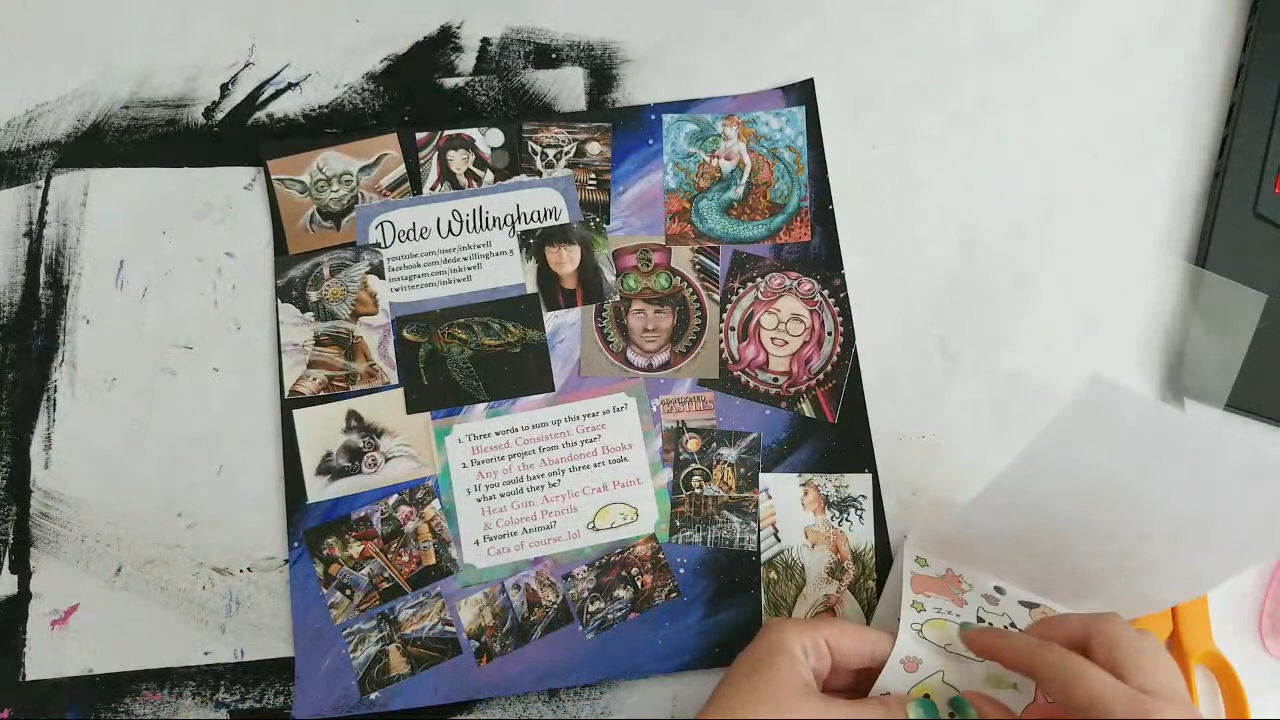 Dede Willingham
youtube.com/user/inkiwell
facebook.com/dede.willingham.5
instagram.com/inkiwell
twitter.com/inkiwell
1. Three words to sum up this year so far?
Blessed, Consistent, Grace
2. Favorite project from this year?
Any of the Abandoned Books
3. If you could have only three art tools,
what would they be?
Heat Gun, Acrylic Craft Paint,
& Colored Pencils
4. Favorite Animal?
Cats of course..lol
ABANDONED
CASTLES
Zzz